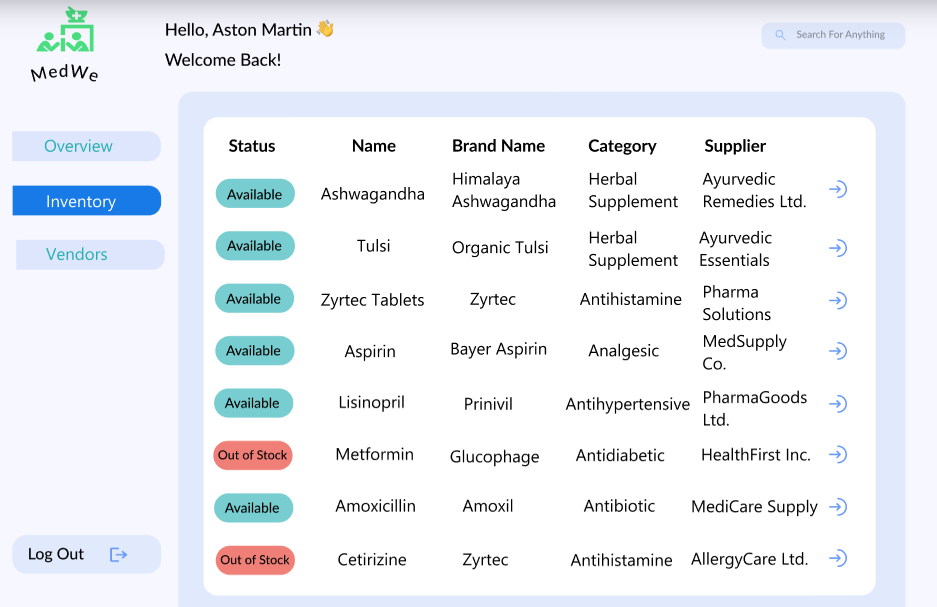 MedWe
Hello, Aston Martin 👋
Welcome Back!
Search For Anything
Overview
Inventory
Vendors
Log Out
Status Name Brand Name Category Supplier
Available Ashwagandha Himalaya Ashwagandha Herbal Supplement Ayurvedic Remedies Ltd.
Available Tulsi Organic Tulsi Herbal Supplement Ayurvedic Essentials
Available Zyrtec Tablets Zyrtec Antihistamine Pharma Solutions
Available Aspirin Bayer Aspirin Analgesic MedSupply Co.
Available Lisinopril Prinivil Antihypertensive PharmaGoods Ltd.
Out of Stock Metformin Glucophage Antidiabetic HealthFirst Inc.
Available Amoxicillin Amoxil Antibiotic MediCare Supply
Out of Stock Cetirizine Zyrtec Antihistamine AllergyCare Ltd.